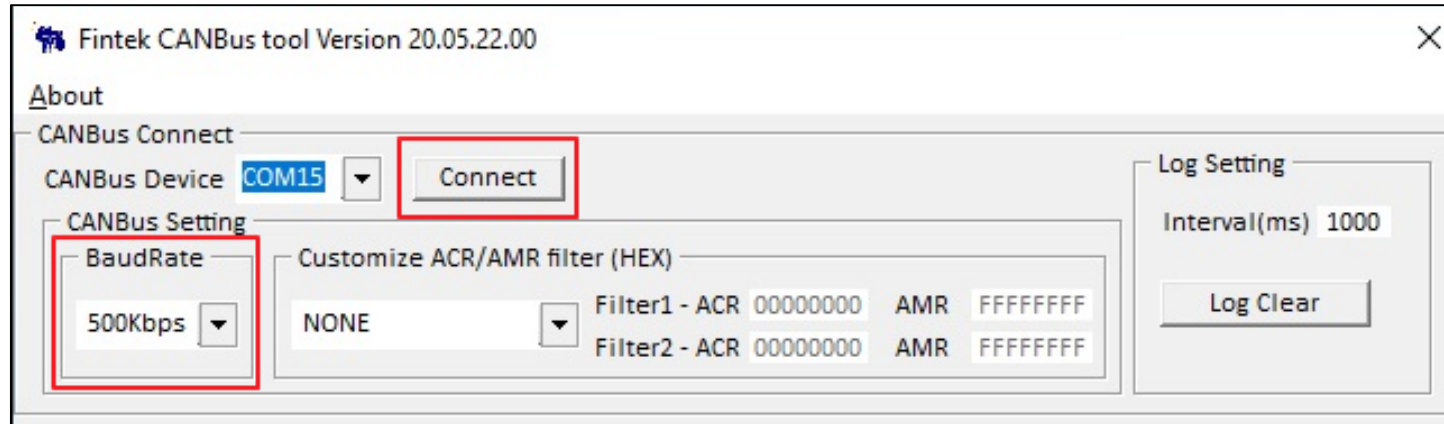 Fintek CANBus tool Version 20.05.22.00
About
CANBus Connect
CANBus Device COM15 Connect
CANBus Setting
BaudRate
500Kbps
Customize ACR/AMR filter (HEX)
NONE
Filter1 - ACR 00000000 AMR FFFFFFFF
Filter2 - ACR 00000000 AMR FFFFFFFF
Log Setting
Interval(ms) 1000
Log Clear